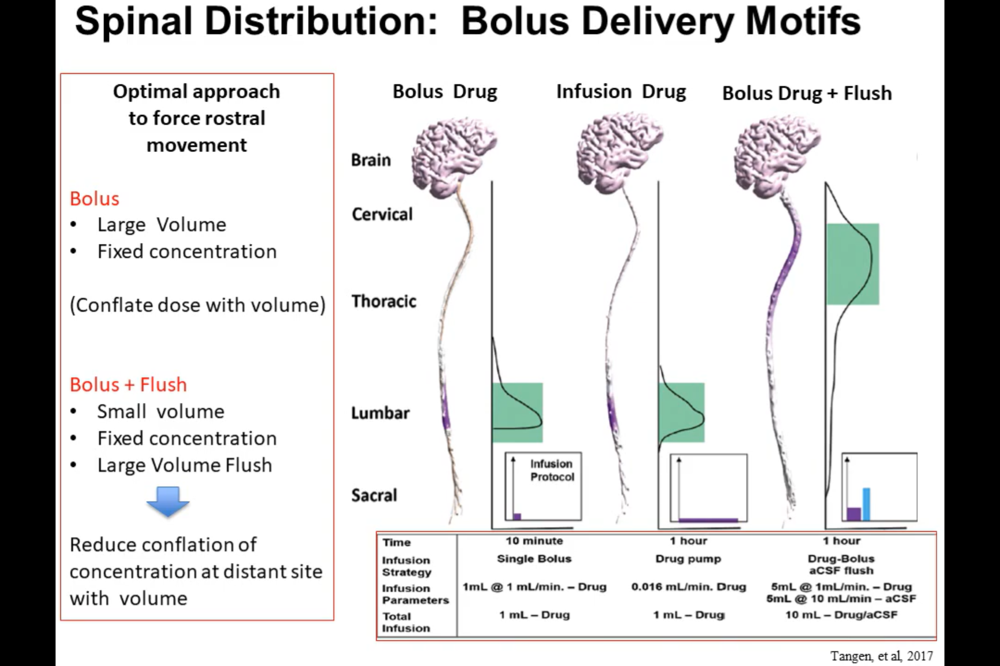 Spinal Distribution: Bolus Delivery Motifs
Optimal approach
to force rostral
movement
Bolus
• Large Volume
• Fixed concentration
(Conflate dose with volume)
Bolus + Flush
• Small volume
• Fixed concentration
• Large Volume Flush
Reduce conflation of
concentration at distant site
with volume
Bolus Drug
Infusion Drug
Bolus Drug + Flush
Brain
Cervical
Thoracic
Lumbar
Sacral
Infusion
Protocol
Time
10 minute
1 hour
1 hour
Infusion
Strategy
Single Bolus
Drug pump
Drug-Bolus
aCSF flush
Infusion
Parameters
1mL @ 1 mL/min. – Drug
0.016 mL/min. Drug
5mL @ 1mL/min. – Drug
5mL @ 10 mL/min – aCSF
Total
Infusion
1 mL – Drug
1 mL – Drug
10 mL – Drug/aCSF
Tangen, et al, 2017